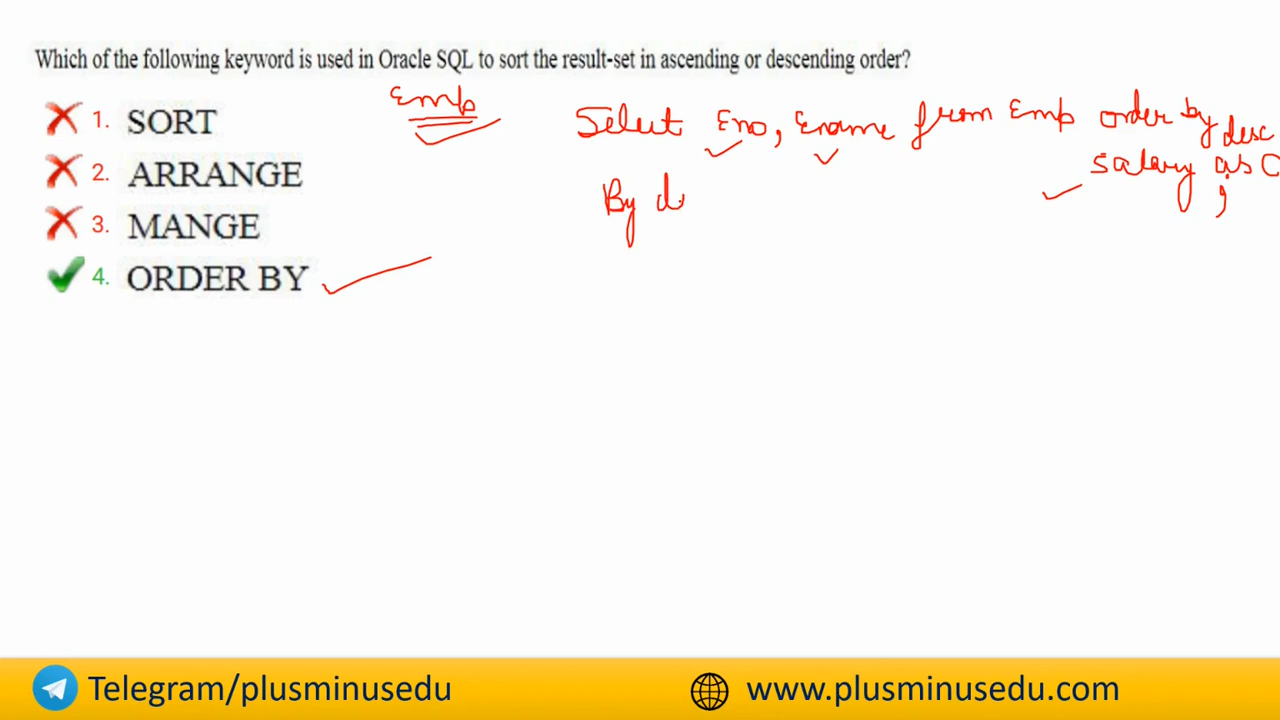 Which of the following keyword is used in Oracle SQL to sort the result-set in ascending or descending order?
1. SORT
2. ARRANGE
3. MANGE
4. ORDER BY
Emp
Select Eno, Ename from Emp order by desc
salary asc ;
By d
Telegram/plusminusedu
www.plusminusedu.com